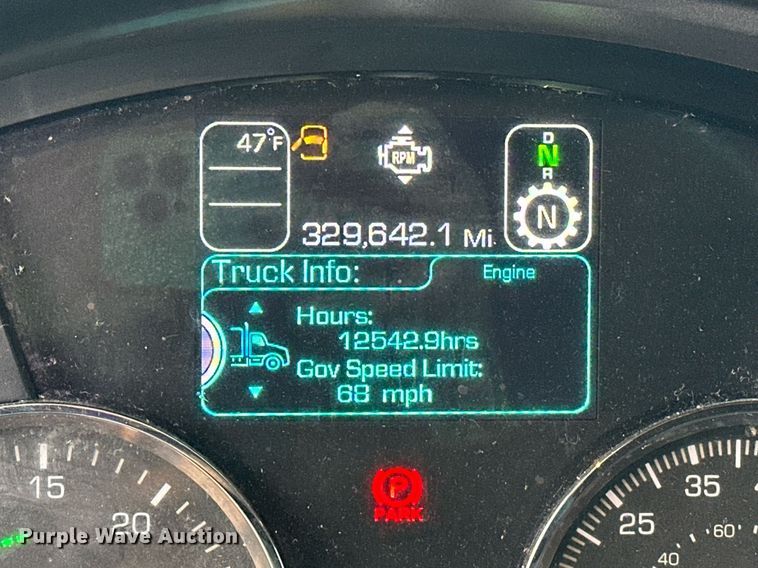 47°F
RPM
D
N
R
N
329,642.1 Mi
Truck Info:
Engine
Hours:
12542.9hrs
Gov Speed Limit:
68 mph
P
PARK
15
20
25
35
40
60
Purple Wave Auction